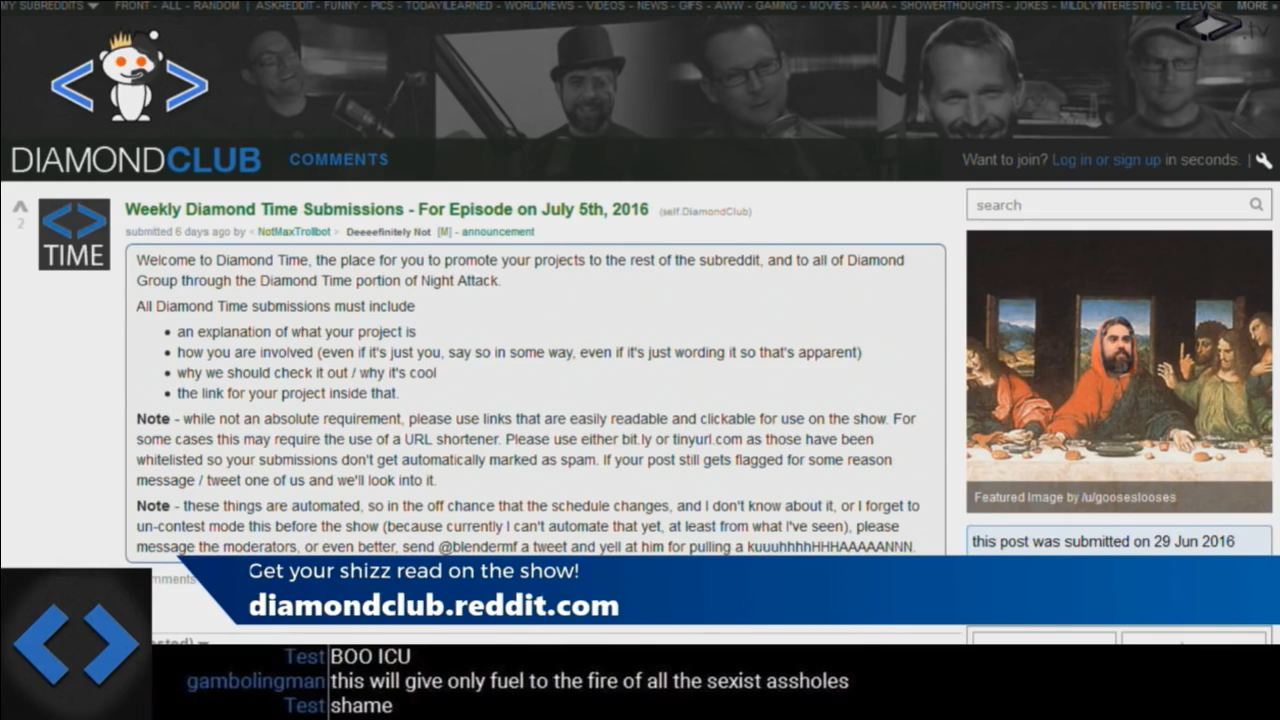 MY SUBREDDITS FRONT - ALL - RANDOM | ASKREDDIT - FUNNY - PICS - TODAYILEARNED - WORLDNEWS - VIDEOS - NEWS - GIFS - AWW - GAMING - MOVIES - IAMA - SHOWERTHOUGHTS - JOKES - MILDLYINTERESTING - TELEVISI MORE »
.tv
DIAMONDCLUB COMMENTS
Want to join? Log in or sign up in seconds. |
2
TIME
Weekly Diamond Time Submissions - For Episode on July 5th, 2016 (self.DiamondClub)
submitted 6 days ago by < NotMaxTrollbot > Deeeefinitely Not [M] - announcement
Welcome to Diamond Time, the place for you to promote your projects to the rest of the subreddit, and to all of Diamond
Group through the Diamond Time portion of Night Attack.
All Diamond Time submissions must include
• an explanation of what your project is
• how you are involved (even if it's just you, say so in some way, even if it's just wording it so that's apparent)
• why we should check it out / why it's cool
• the link for your project inside that.
Note - while not an absolute requirement, please use links that are easily readable and clickable for use on the show. For
some cases this may require the use of a URL shortener. Please use either bit.ly or tinyurl.com as those have been
whitelisted so your submissions don't get automatically marked as spam. If your post still gets flagged for some reason
message / tweet one of us and we'll look into it.
Note - these things are automated, so in the off chance that the schedule changes, and I don't know about it, or I forget to
un-contest mode this before the show (because currently I can't automate that yet, at least from what I've seen), please
message the moderators, or even better, send @blendermf a tweet and yell at him for pulling a kuuuhhhhHHHAAAAANNN.
mments
search
Featured Image by /u/gooseslooses
this post was submitted on 29 Jun 2016
Get your shizz read on the show!
diamondclub.reddit.com
Test BOO ICU
gambolingman this will give only fuel to the fire of all the sexist assholes
Test shame